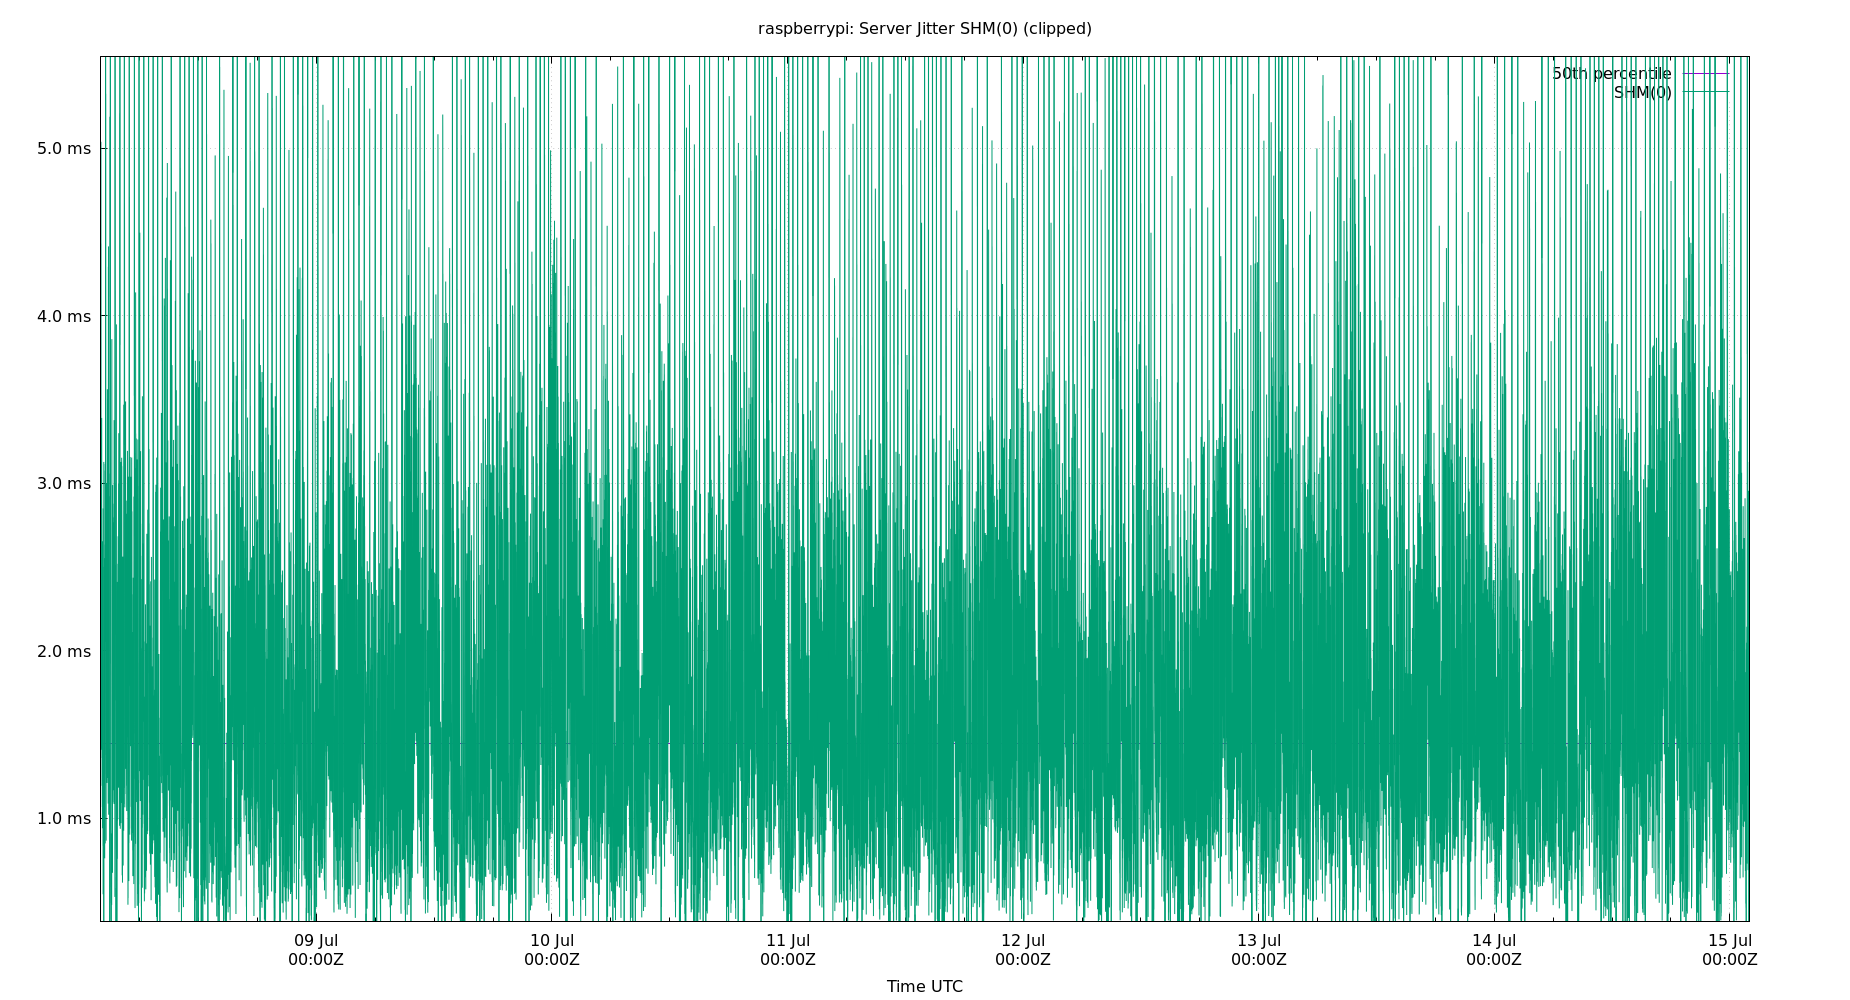 raspberrypi: Server Jitter SHM(0) (clipped)
50th percentile
SHM(0)
5.0 ms
4.0 ms
3.0 ms
2.0 ms
1.0 ms
09 Jul 10 Jul 11 Jul 12 Jul 13 Jul 14 Jul 15 Jul
00:00Z 00:00Z 00:00Z 00:00Z 00:00Z 00:00Z 00:00Z
Time UTC